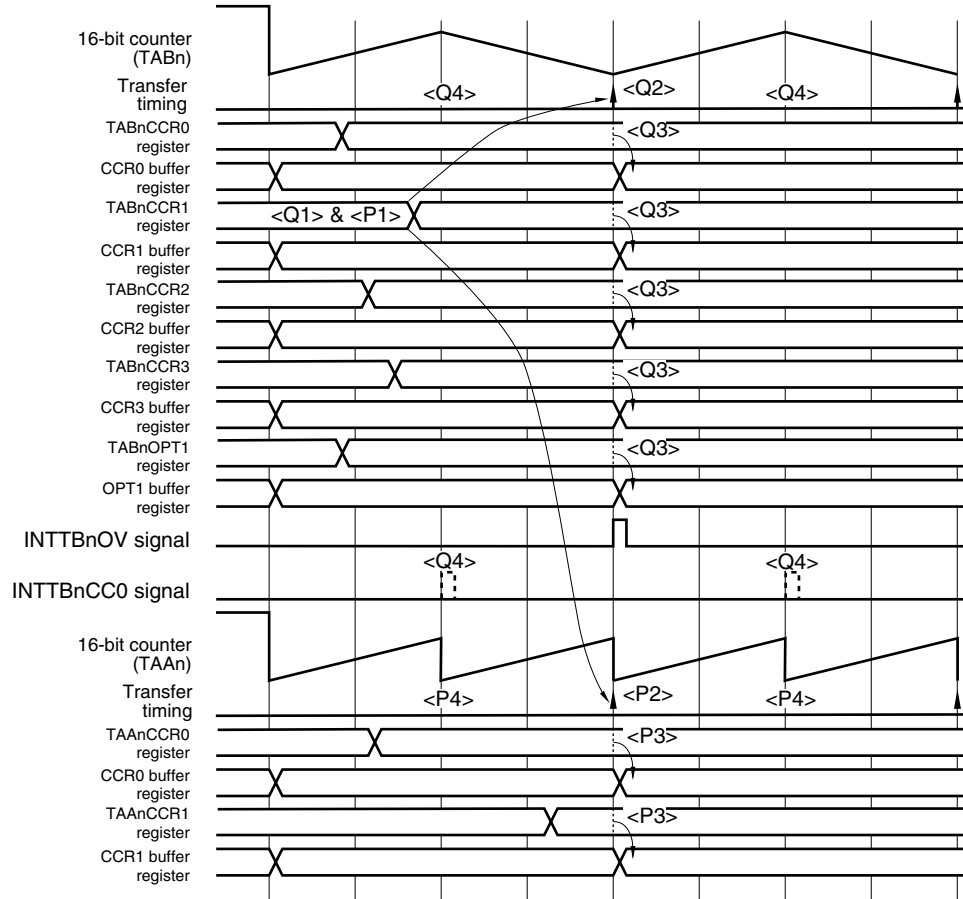 16-bit counter
(TABn)
Transfer
timing
<Q4>
<Q2>
<Q4>
TABnCCR0
register
<Q3>
CCR0 buffer
register
TABnCCR1
register
<Q1> & <P1>
<Q3>
CCR1 buffer
register
TABnCCR2
register
<Q3>
CCR2 buffer
register
TABnCCR3
register
<Q3>
CCR3 buffer
register
TABnOPT1
register
<Q3>
OPT1 buffer
register
INTTBnOV signal
<Q4>
<Q4>
INTTBnCC0 signal
16-bit counter
(TAAn)
Transfer
timing
<P4>
<P2>
<P4>
TAAnCCR0
register
<P3>
CCR0 buffer
register
TAAnCCR1
register
<P3>
CCR1 buffer
register